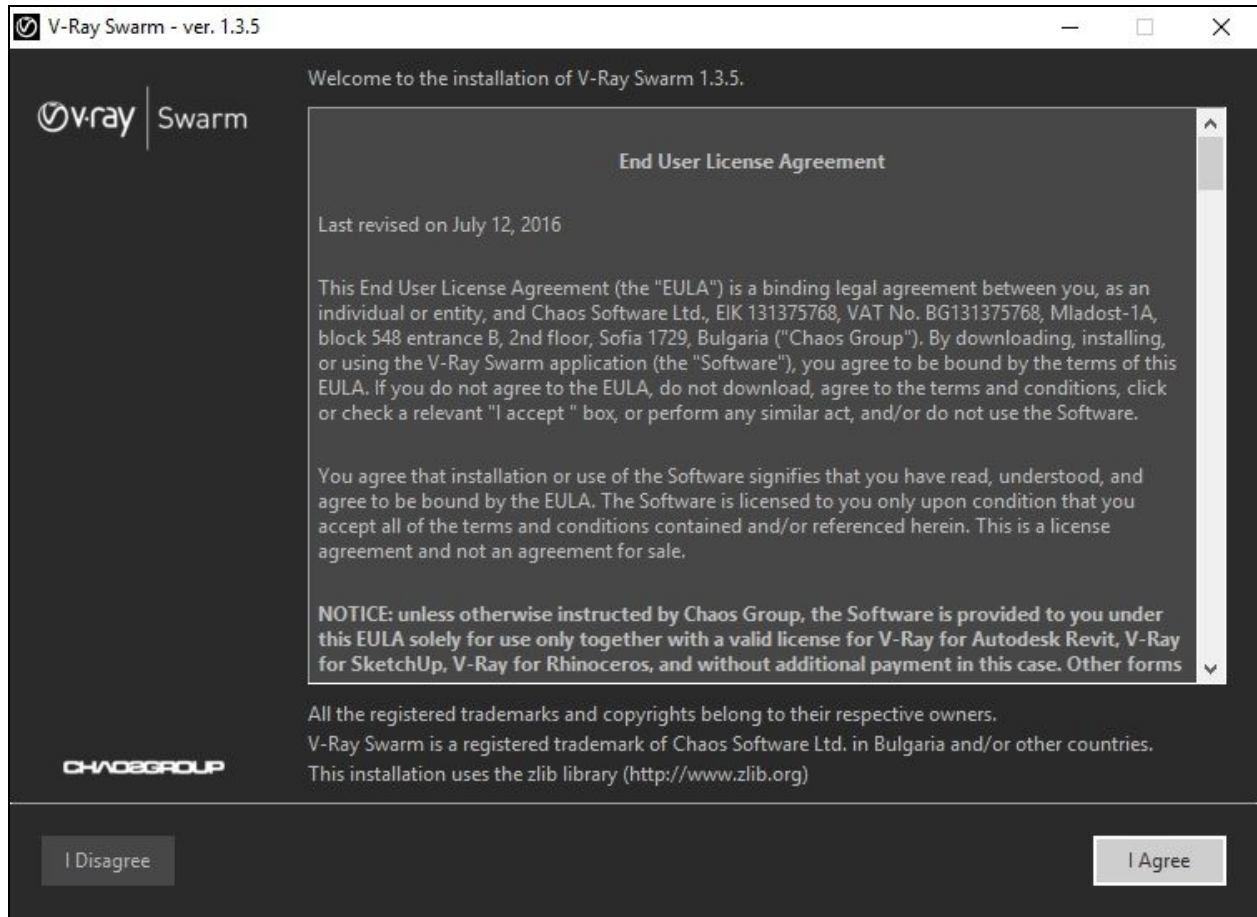 V-Ray Swarm - ver. 1.3.5
Welcome to the installation of V-Ray Swarm 1.3.5.
v·ray | Swarm
End User License Agreement
Last revised on July 12, 2016
This End User License Agreement (the "EULA") is a binding legal agreement between you, as an
individual or entity, and Chaos Software Ltd., EIK 131375768, VAT No. BG131375768, Mladost-1A,
block 548 entrance B, 2nd floor, Sofia 1729, Bulgaria ("Chaos Group"). By downloading, installing,
or using the V-Ray Swarm application (the "Software"), you agree to be bound by the terms of this
EULA. If you do not agree to the EULA, do not download, agree to the terms and conditions, click
or check a relevant "I accept " box, or perform any similar act, and/or do not use the Software.
You agree that installation or use of the Software signifies that you have read, understood, and
agree to be bound by the EULA. The Software is licensed to you only upon condition that you
accept all of the terms and conditions contained and/or referenced herein. This is a license
agreement and not an agreement for sale.
NOTICE: unless otherwise instructed by Chaos Group, the Software is provided to you under
this EULA solely for use only together with a valid license for V-Ray for Autodesk Revit, V-Ray
for SketchUp, V-Ray for Rhinoceros, and without additional payment in this case. Other forms
All the registered trademarks and copyrights belong to their respective owners.
V-Ray Swarm is a registered trademark of Chaos Software Ltd. in Bulgaria and/or other countries.
This installation uses the zlib library (http://www.zlib.org)
CHAOSGROUP
I Disagree
I Agree